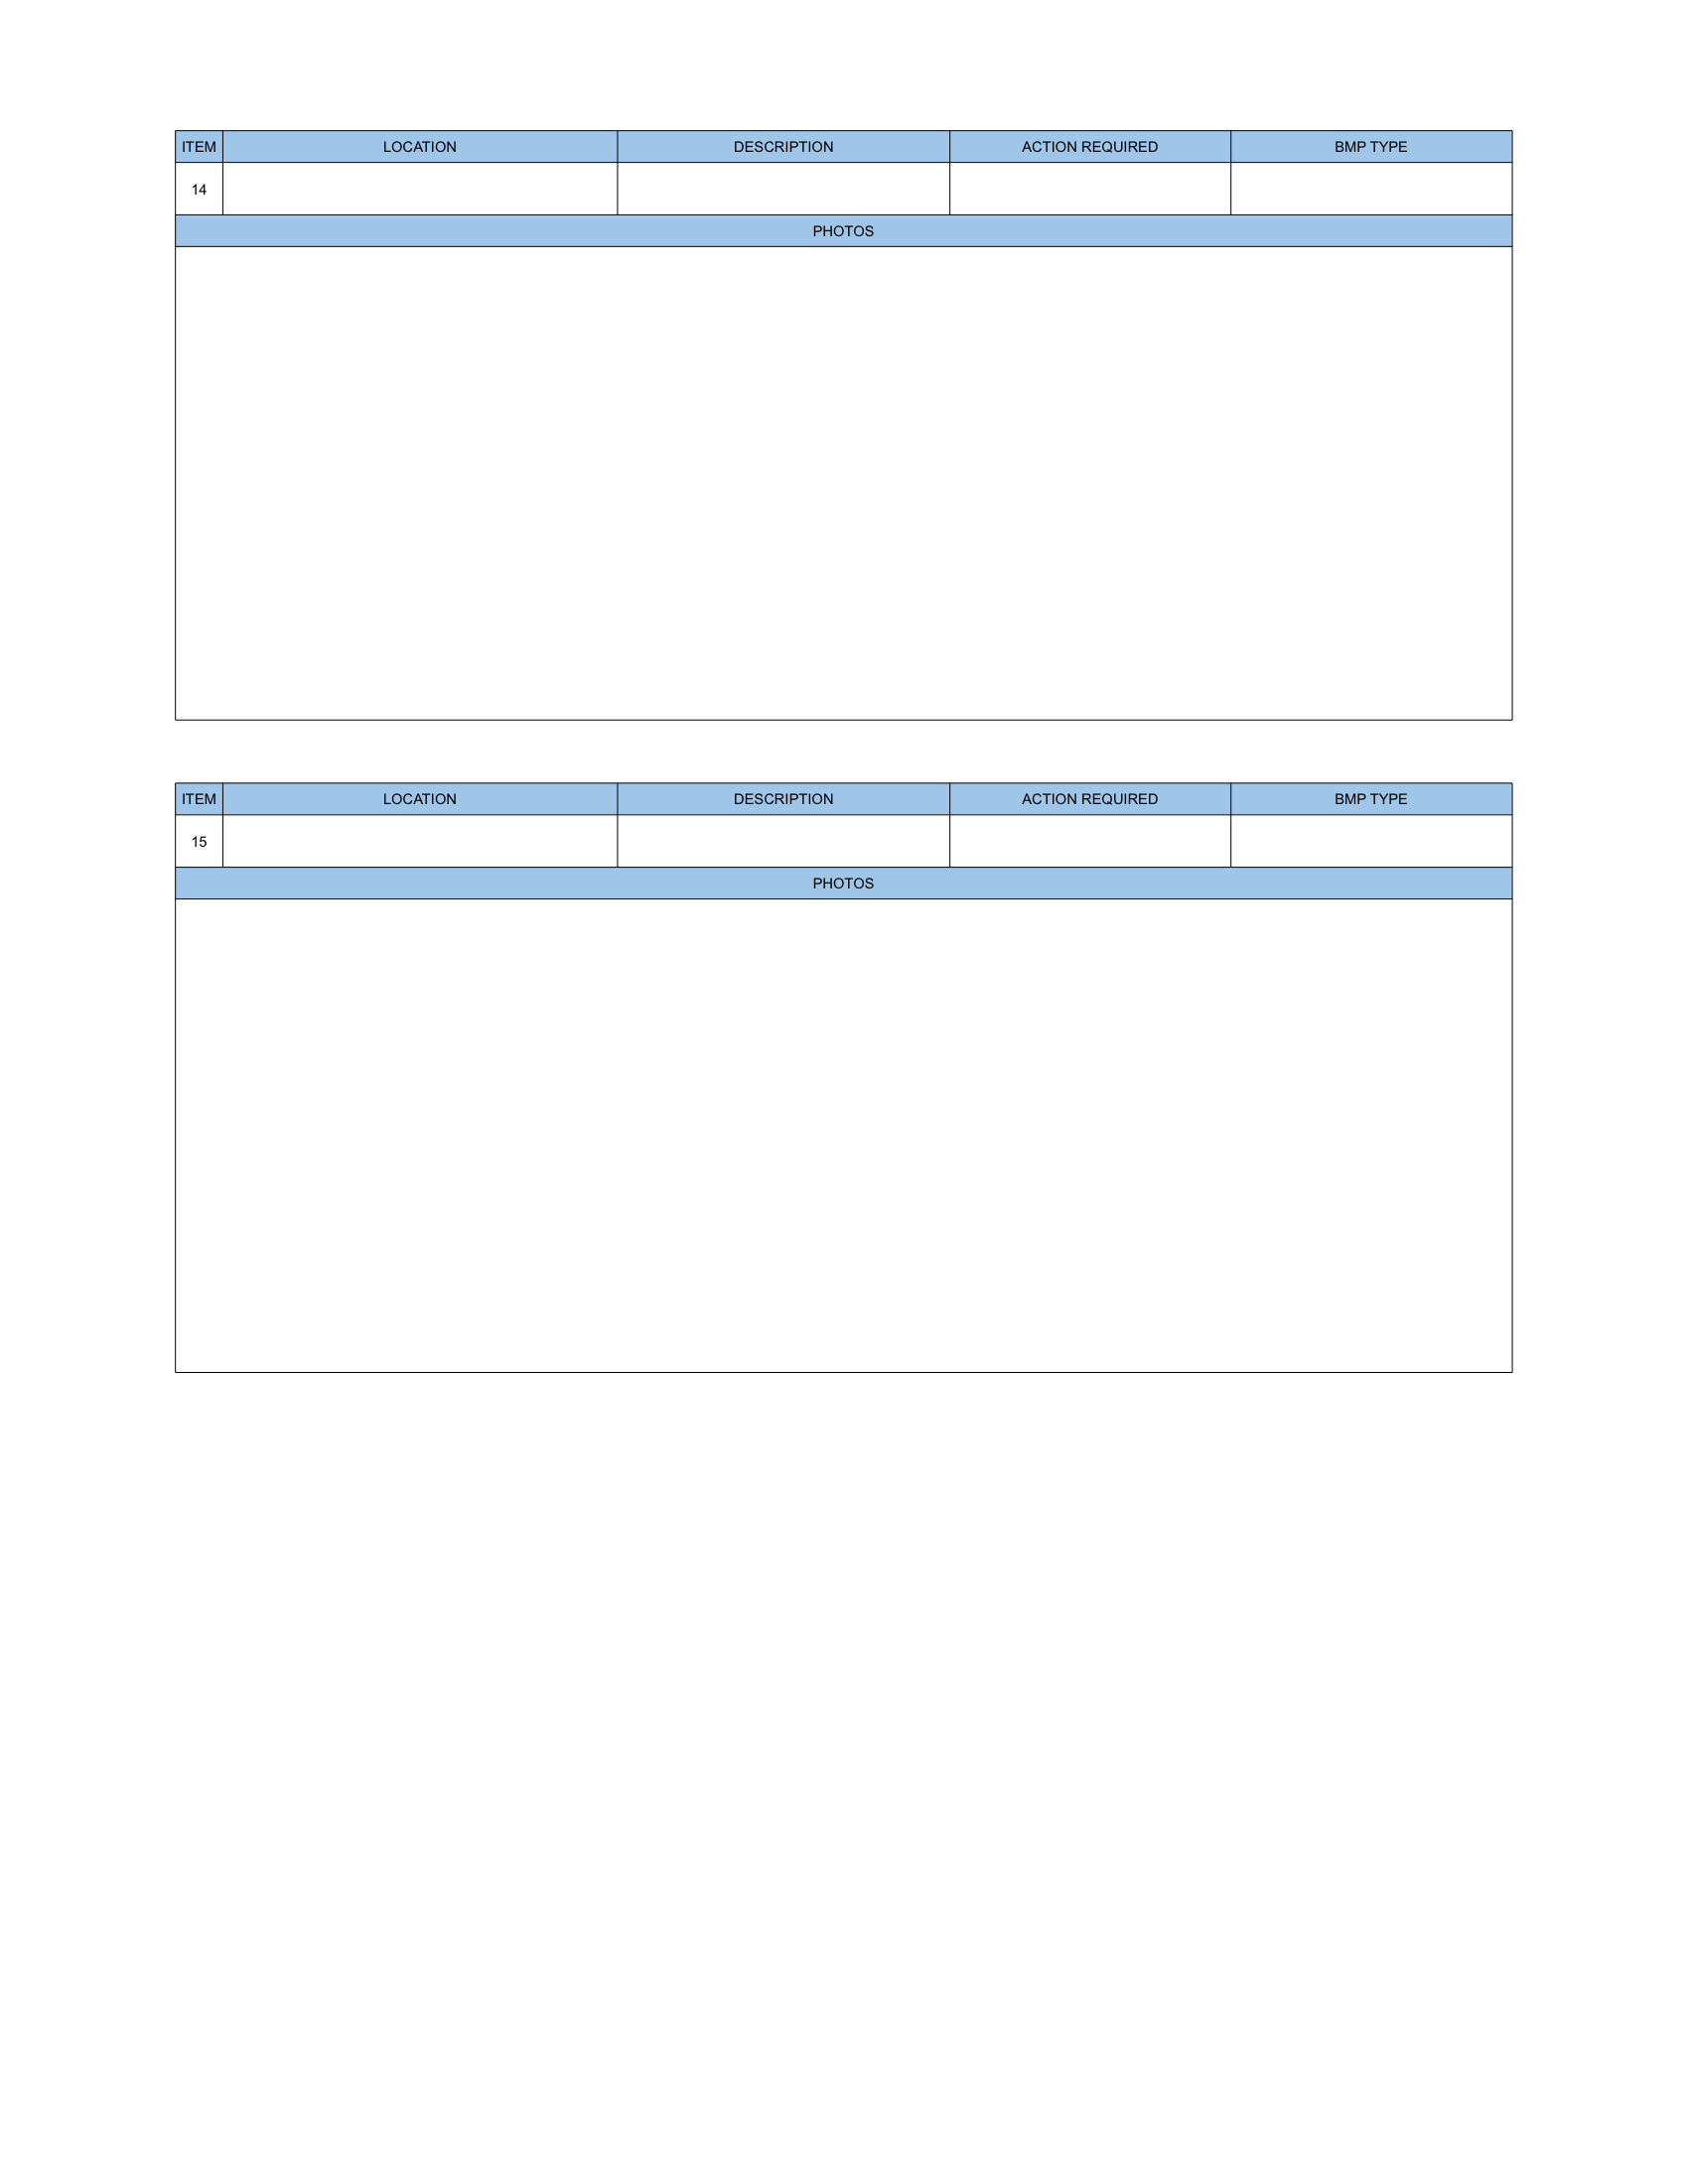 ITEM LOCATION DESCRIPTION ACTION REQUIRED BMP TYPE
14
PHOTOS
ITEM LOCATION DESCRIPTION ACTION REQUIRED BMP TYPE
15
PHOTOS